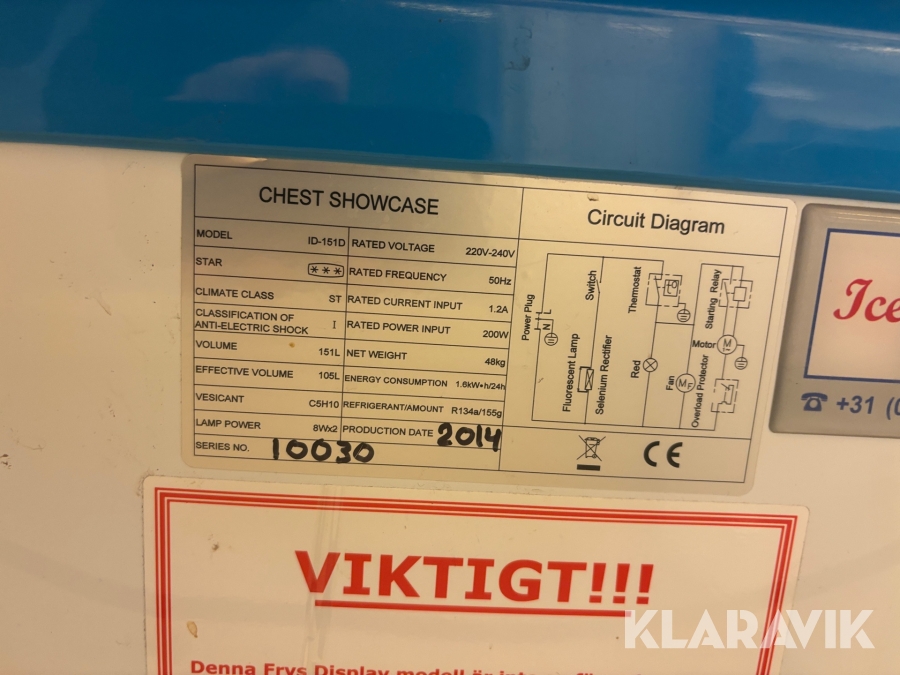 CHEST SHOWCASE
MODEL ID-151D RATED VOLTAGE 220V-240V
STAR *** RATED FREQUENCY 50Hz
CLIMATE CLASS ST RATED CURRENT INPUT 1.2A
CLASSIFICATION OF
ANTI-ELECTRIC SHOCK I RATED POWER INPUT 200W
VOLUME 151L NET WEIGHT 48kg
EFFECTIVE VOLUME 105L ENERGY CONSUMPTION 1.6kW•h/24h
VESICANT C5H10 REFRIGERANT/AMOUNT R134a/155g
LAMP POWER 8Wx2 PRODUCTION DATE 2014
SERIES NO. 10030
Circuit Diagram
Power Plug
L
N
Fluorescent Lamp
Switch
Selenium Rectifier
Thermostat
Red
Fan
M
F
Starting Relay
Motor
M
Overload Protector
CE
Ice
+31 (
VIKTIGT!!!
Denna Frys Display modell är
KLARAVIK